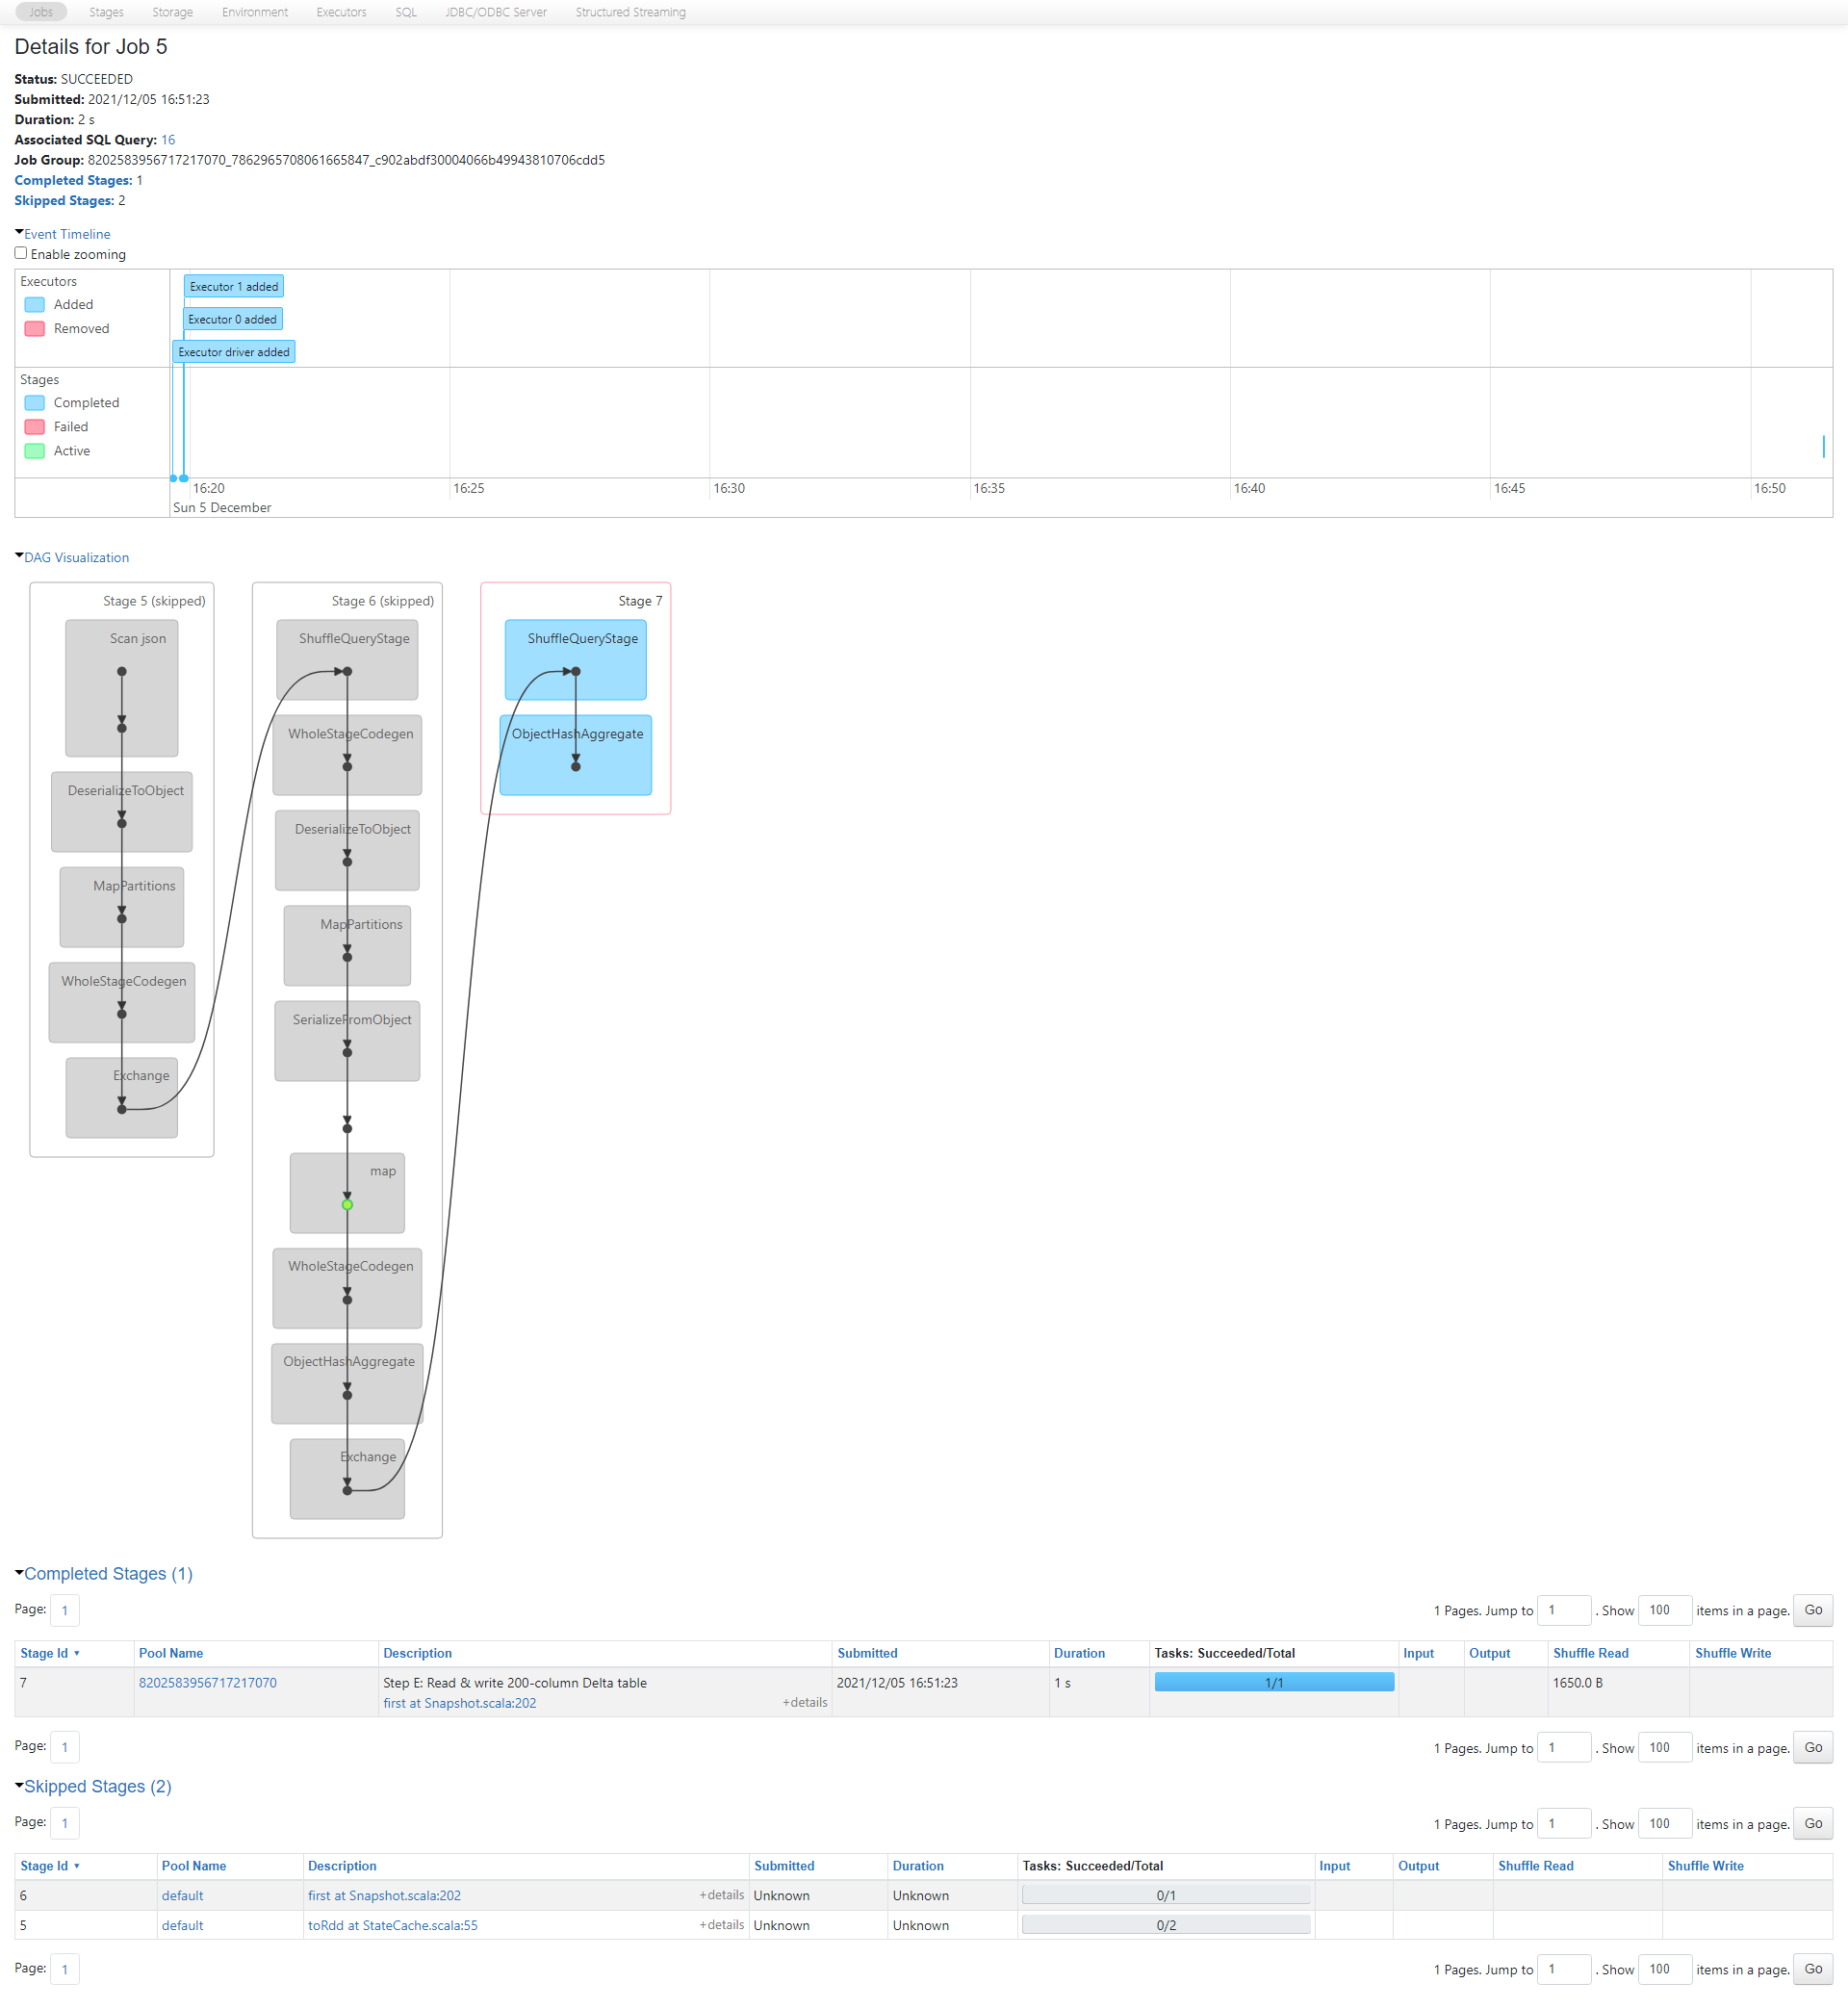 Jobs Stages Storage Environment Executors SQL JDBC/ODBC Server Structured Streaming
Details for Job 5
Status: SUCCEEDED
Submitted: 2021/12/05 16:51:23
Duration: 2 s
Associated SQL Query: 16
Job Group: 8202583956717217070_7862965708061665847_c902abdf30004066b49943810706cdd5
Completed Stages: 1
Skipped Stages: 2
Event Timeline
Enable zooming
Executors
Added
Removed
Executor 1 added
Executor 0 added
Executor driver added
Stages
Completed
Failed
Active
16:20 16:25 16:30 16:35 16:40 16:45 16:50
Sun 5 December
DAG Visualization
Stage 5 (skipped)
Scan json
DeserializeToObject
MapPartitions
WholeStageCodegen
Exchange
Stage 6 (skipped)
ShuffleQueryStage
WholeStageCodegen
DeserializeToObject
MapPartitions
SerializeFromObject
map
WholeStageCodegen
ObjectHashAggregate
Exchange
Stage 7
ShuffleQueryStage
ObjectHashAggregate
Completed Stages (1)
Page: 1 1 Pages. Jump to 1 . Show 100 items in a page. Go
Stage Id ▾ Pool Name Description Submitted Duration Tasks: Succeeded/Total Input Output Shuffle Read Shuffle Write
7 8202583956717217070 Step E: Read & write 200-column Delta table 2021/12/05 16:51:23 1 s 1/1 1650.0 B
first at Snapshot.scala:202 +details
Page: 1 1 Pages. Jump to 1 . Show 100 items in a page. Go
Skipped Stages (2)
Page: 1 1 Pages. Jump to 1 . Show 100 items in a page. Go
Stage Id ▾ Pool Name Description Submitted Duration Tasks: Succeeded/Total Input Output Shuffle Read Shuffle Write
6 default first at Snapshot.scala:202 +details Unknown Unknown 0/1
5 default toRdd at StateCache.scala:55 +details Unknown Unknown 0/2
Page: 1 1 Pages. Jump to 1 . Show 100 items in a page. Go